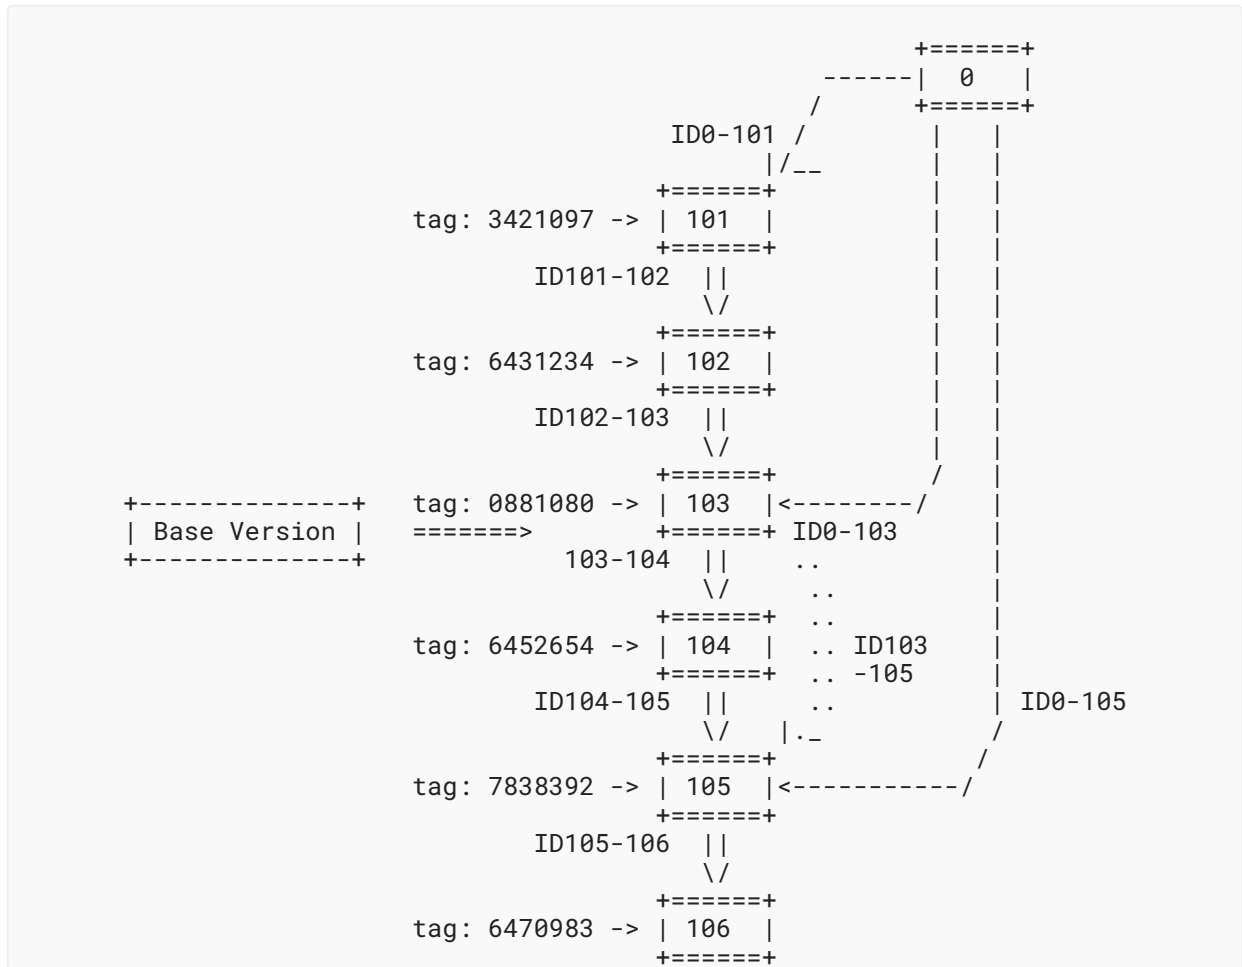 +======+
                                               ------|  0   |
                                              /      +======+
                                     ID0-101 /        |   |
                                           |/__       |   |
                                    +======+          |   |
                    tag: 3421097 -> | 101  |          |   |
                                    +======+          |   |
                            ID101-102  ||             |   |
                                       \/             |   |
                                    +======+          |   |
                    tag: 6431234 -> | 102  |          |   |
                                    +======+          |   |
                            ID102-103  ||             |   |
                                       \/             |   |
                                    +======+          /   |
 +--------------+   tag: 0881080 -> | 103  |<--------/    |
 | Base Version |   =======>        +======+ ID0-103      |
 +--------------+             103-104  ||    ..           |
                                       \/     ..          |
                                    +======+  ..          |
                    tag: 6452654 -> | 104  |  .. ID103    |
                                    +======+  .. -105     |
                            ID104-105  ||     ..          | ID0-105
                                       \/   |._           /
                                    +======+             /
                    tag: 7838392 -> | 105  |<-----------/
                                    +======+
                            ID105-106  ||
                                       \/
                                    +======+
                    tag: 6470983 -> | 106  |
                                    +======+